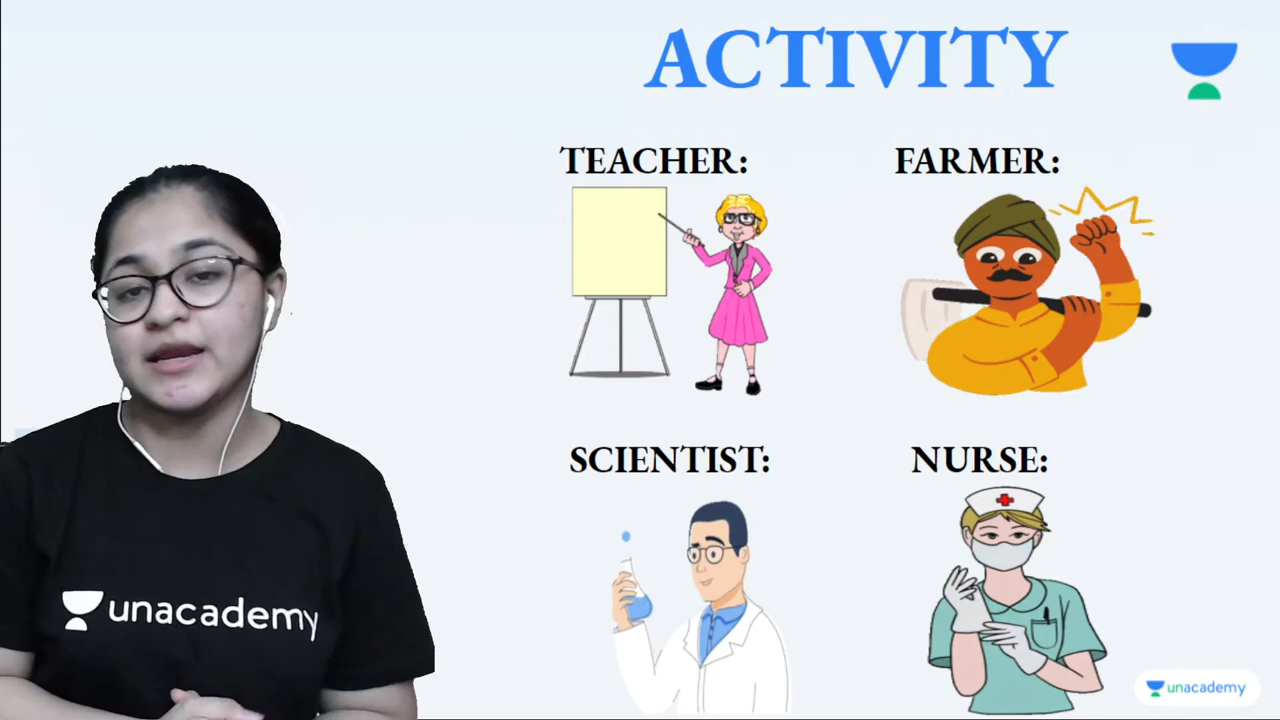 ACTIVITY
TEACHER:
FARMER:
SCIENTIST:
NURSE:
unacademy
unacademy